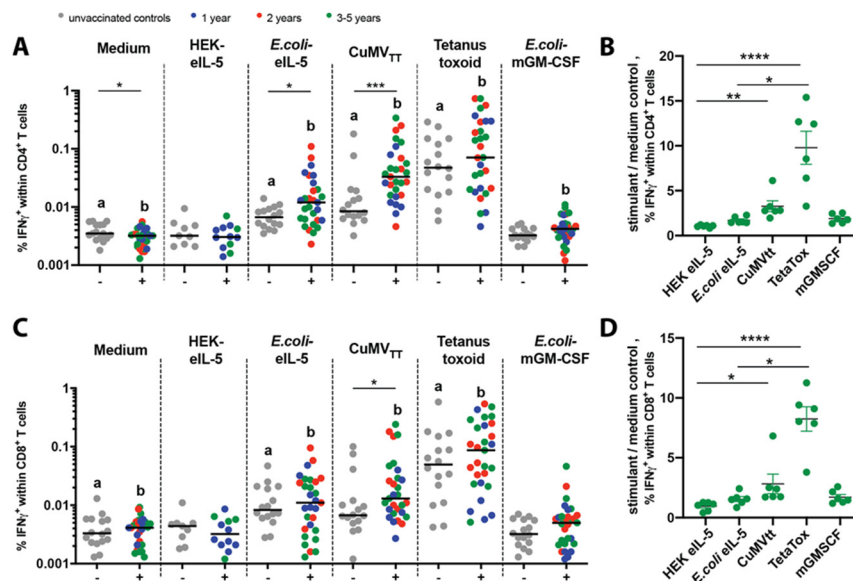 unvaccinated controls 1 year 2 years 3-5 years
A
Medium
HEK-
eIL-5
E.coli-
eIL-5
CuMVTT
Tetanus
toxoid
E.coli-
mGM-CSF
% IFNγ+ within CD4+ T cells
1
0.1
0.01
0.001
* * ***
a b b a b a b b
- + - + - + - + - + - +
B
stimulant / medium control ,
% IFNγ+ within CD4+ T cells
20
15
10
5
0
****
*
**
HEK eIL-5
E.coli eIL-5
CuMVtt
TetaTox
mGMSCF
C
Medium
HEK-
eIL-5
E.coli-
eIL-5
CuMVTT
Tetanus
toxoid
E.coli-
mGM-CSF
% IFNγ+ within CD8+ T cells
1
0.1
0.01
0.001
*
a b a b b a b
- + - + - + - + - + - +
D
stimulant / medium control ,
% IFNγ+ within CD8+ T cells
15
10
5
0
****
*
*
HEK eIL-5
E.coli eIL-5
CuMVtt
TetaTox
mGMSCF